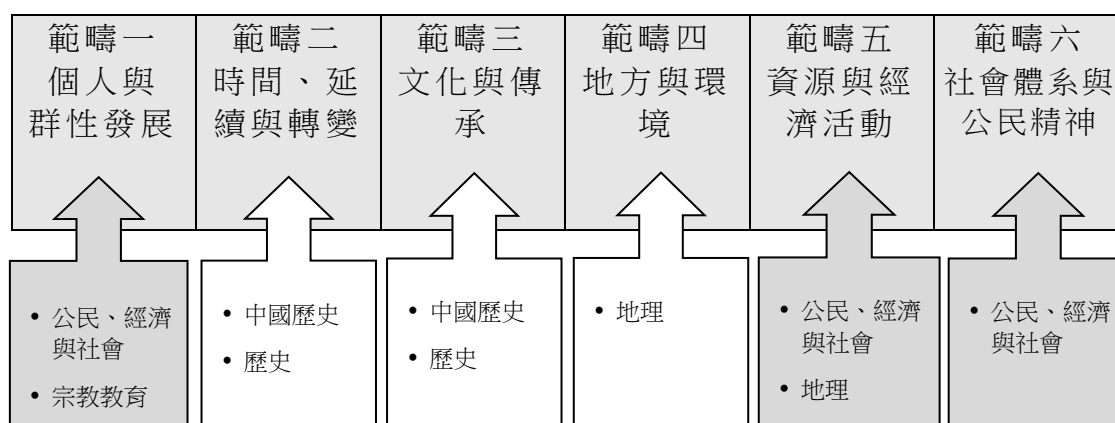 範疇一
個人與
群性發展
範疇二
時間、延
續與轉變
範疇三
文化與傳
承
範疇四
地方與環
境
範疇五
資源與經
濟活動
範疇六
社會體系與
公民精神
• 公民、經濟
與社會
• 宗教教育
• 中國歷史
• 歷史
• 中國歷史
• 歷史
• 地理
• 公民、經濟
與社會
• 地理
• 公民、經濟
與社會